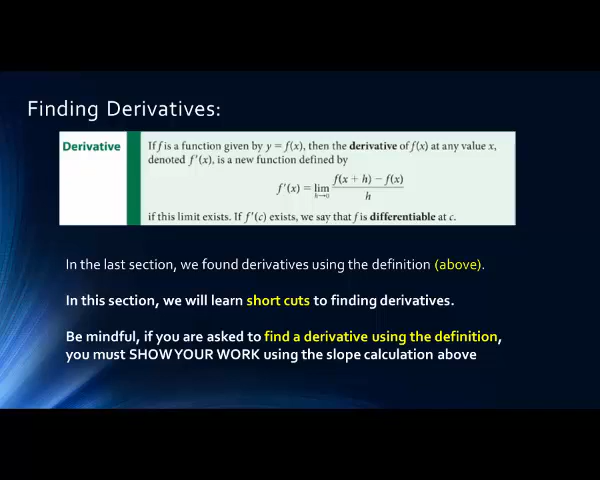 Finding Derivatives:
Derivative
If f is a function given by y = f(x), then the derivative of f(x) at any value x,
denoted f′(x), is a new function defined by
f′(x) = lim h→0 f(x + h) − f(x) / h
if this limit exists. If f′(c) exists, we say that f is differentiable at c.
In the last section, we found derivatives using the definition (above).
In this section, we will learn short cuts to finding derivatives.
Be mindful, if you are asked to find a derivative using the definition,
you must SHOW YOUR WORK using the slope calculation above